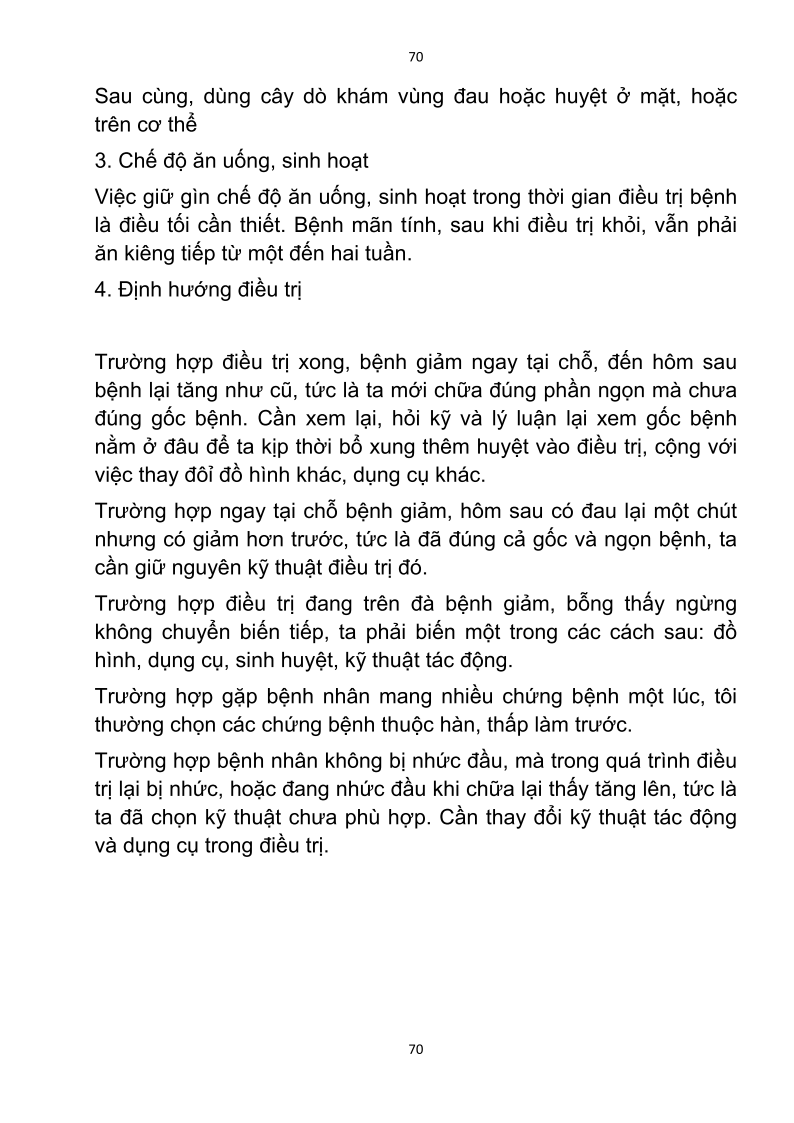 70
Sau cùng, dùng cây dò khám vùng đau hoặc huyệt ở mặt, hoặc
trên cơ thể
3. Chế độ ăn uống, sinh hoạt
Việc giữ gìn chế độ ăn uống, sinh hoạt trong thời gian điều trị bệnh
là điều tối cần thiết. Bệnh mãn tính, sau khi điều trị khỏi, vẫn phải
ăn kiêng tiếp từ một đến hai tuần.
4. Định hướng điều trị
Trường hợp điều trị xong, bệnh giảm ngay tại chỗ, đến hôm sau
bệnh lại tăng như cũ, tức là ta mới chữa đúng phần ngọn mà chưa
đúng gốc bệnh. Cần xem lại, hỏi kỹ và lý luận lại xem gốc bệnh
nằm ở đâu để ta kịp thời bổ xung thêm huyệt vào điều trị, cộng với
việc thay đôỉ đồ hình khác, dụng cụ khác.
Trường hợp ngay tại chỗ bệnh giảm, hôm sau có đau lại một chút
nhưng có giảm hơn trước, tức là đã đúng cả gốc và ngọn bệnh, ta
cần giữ nguyên kỹ thuật điều trị đó.
Trường hợp điều trị đang trên đà bệnh giảm, bỗng thấy ngừng
không chuyển biến tiếp, ta phải biến một trong các cách sau: đồ
hình, dụng cụ, sinh huyệt, kỹ thuật tác động.
Trường hợp gặp bệnh nhân mang nhiều chứng bệnh một lúc, tôi
thường chọn các chứng bệnh thuộc hàn, thấp làm trước.
Trường hợp bệnh nhân không bị nhức đầu, mà trong quá trình điều
trị lại bị nhức, hoặc đang nhức đầu khi chữa lại thấy tăng lên, tức là
ta đã chọn kỹ thuật chưa phù hợp. Cần thay đổi kỹ thuật tác động
và dụng cụ trong điều trị.
70